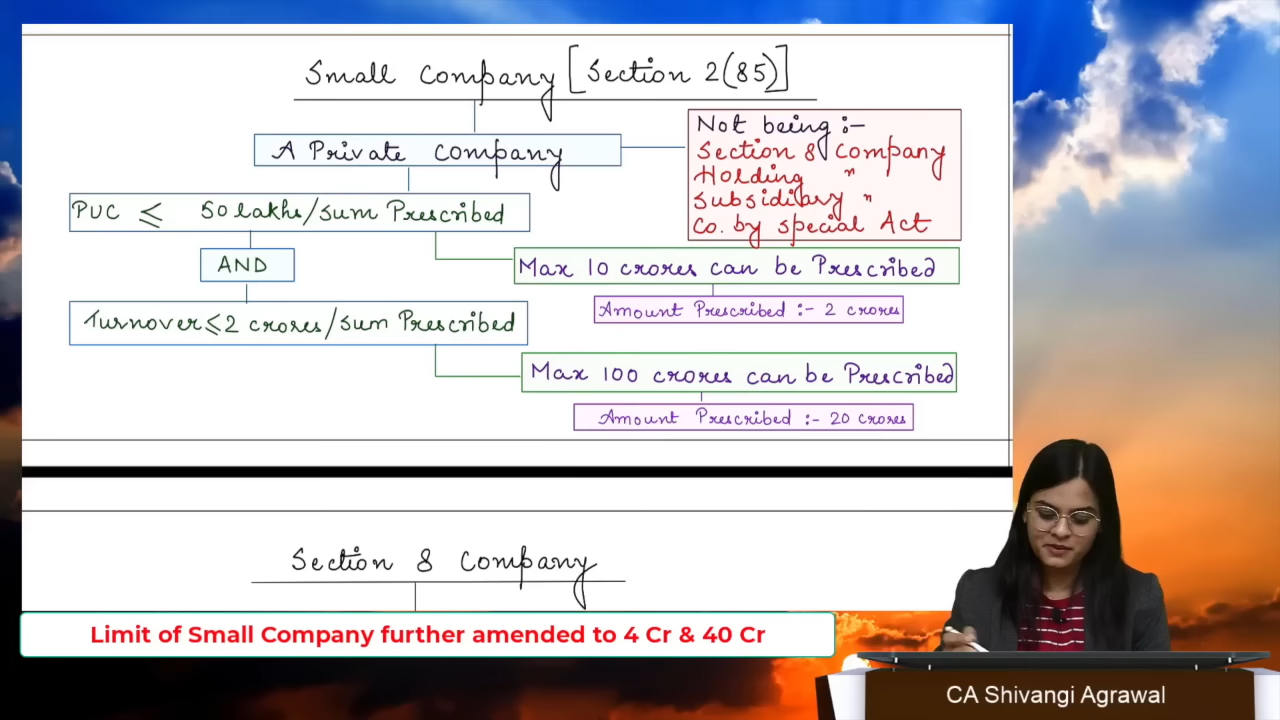 Small Company [Section 2(85)]
A Private Company
Not being :-
Section 8 Company
Holding "
Subsidiary "
Co. by special Act
PUC ≤ 50 lakhs/sum Prescribed
AND
Max 10 crores can be Prescribed
Amount Prescribed :- 2 crores
Turnover ≤ 2 crores/sum Prescribed
Max 100 crores can be Prescribed
Amount Prescribed :- 20 crores
Section 8 Company
Limit of Small Company further amended to 4 Cr & 40 Cr
CA Shivangi Agrawal